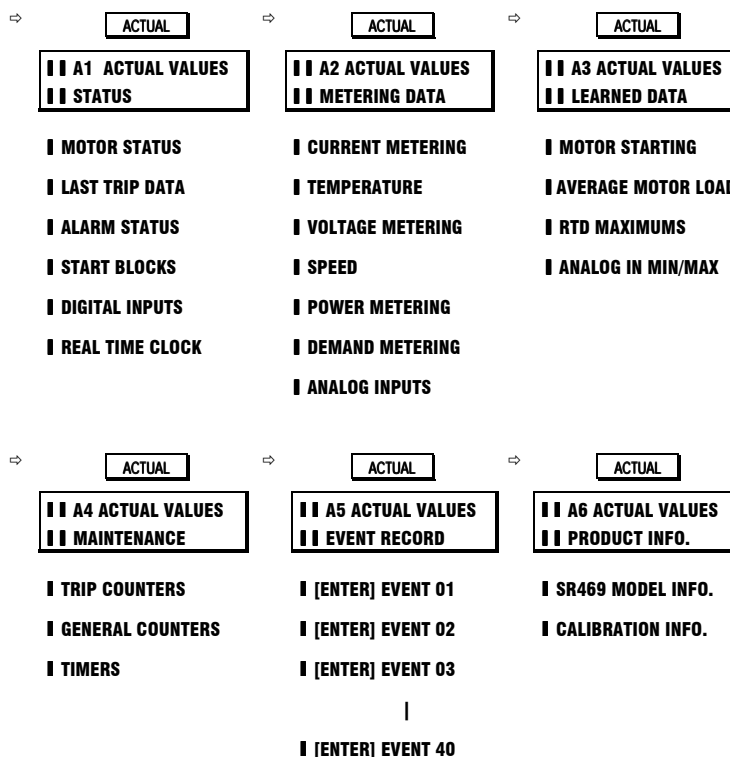 ACTUAL
A1 ACTUAL VALUES
STATUS
MOTOR STATUS
LAST TRIP DATA
ALARM STATUS
START BLOCKS
DIGITAL INPUTS
REAL TIME CLOCK
ACTUAL
A2 ACTUAL VALUES
METERING DATA
CURRENT METERING
TEMPERATURE
VOLTAGE METERING
SPEED
POWER METERING
DEMAND METERING
ANALOG INPUTS
ACTUAL
A3 ACTUAL VALUES
LEARNED DATA
MOTOR STARTING
AVERAGE MOTOR LOAD
RTD MAXIMUMS
ANALOG IN MIN/MAX
ACTUAL
A4 ACTUAL VALUES
MAINTENANCE
TRIP COUNTERS
GENERAL COUNTERS
TIMERS
ACTUAL
A5 ACTUAL VALUES
EVENT RECORD
[ENTER] EVENT 01
[ENTER] EVENT 02
[ENTER] EVENT 03
|
[ENTER] EVENT 40
ACTUAL
A6 ACTUAL VALUES
PRODUCT INFO.
SR469 MODEL INFO.
CALIBRATION INFO.